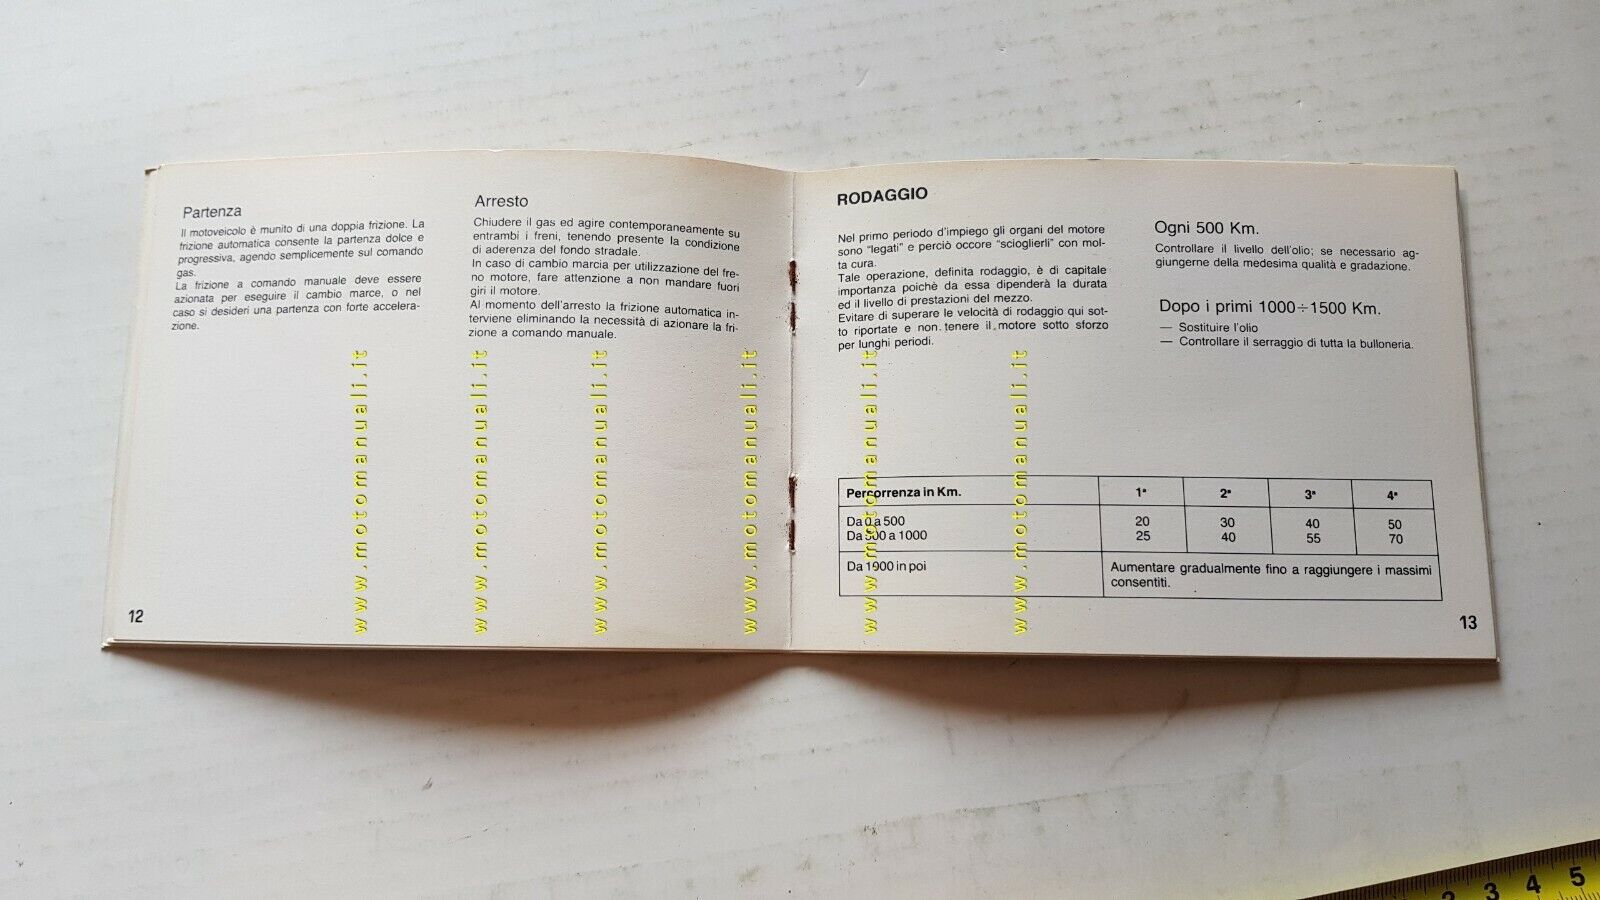 Partenza
Il motoveicolo è munito di una doppia frizione. La
frizione automatica consente la partenza dolce e
progressiva, agendo semplicemente sul comando
gas.
La frizione a comando manuale deve essere
azionata per eseguire il cambio marce, o nel
caso si desideri una partenza con forte accelera-
zione.
Arresto
Chiudere il gas ed agire contemporaneamente su
entrambi i freni, tenendo presente la condizione
di aderenza del fondo stradale.
In caso di cambio marcia per utilizzazione del fre-
no motore, fare attenzione a non mandare fuori
giri il motore.
Al momento dell'arresto la frizione automatica in-
terviene eliminando la necessità di azionare la fri-
zione a comando manuale.
www.motomanuali.it
www.motomanuali.it
www.motomanuali.it
www.motomanuali.it
12
RODAGGIO
Nel primo periodo d'impiego gli organi del motore
sono "legati" e perciò occore "scioglierli" con mol-
ta cura.
Tale operazione, definita rodaggio, è di capitale
importanza poichè da essa dipenderà la durata
ed il livello di prestazioni del mezzo.
Evitare di superare le velocità di rodaggio qui sot-
to riportate e non tenere il motore sotto sforzo
per lunghi periodi.
Ogni 500 Km.
Controllare il livello dell'olio; se necessario ag-
giungerne della medesima qualità e gradazione.
Dopo i primi 1000÷1500 Km.
— Sostituire l'olio
— Controllare il serraggio di tutta la bulloneria.
www.motomanuali.it
www.motomanuali.it
Percorrenza in Km. 1ª 2ª 3ª 4ª
Da 0 a 500 20 30 40 50
Da 500 a 1000 25 40 55 70
Da 1000 in poi Aumentare gradualmente fino a raggiungere i massimi
consentiti.
13
2 3 4 5